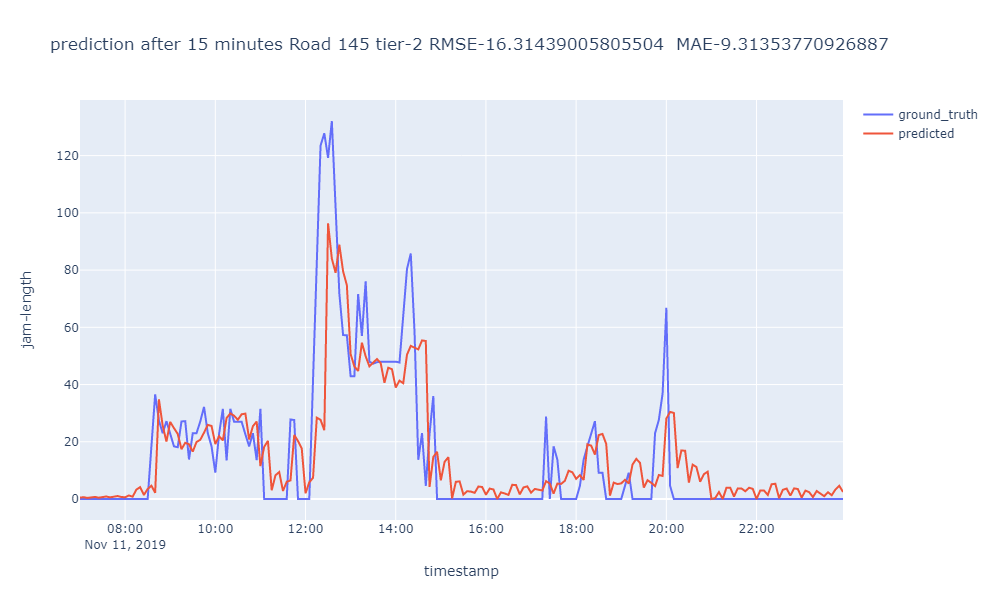 prediction after 15 minutes Road 145 tier-2 RMSE-16.31439005805504  MAE-9.31353770926887
ground_truth
predicted
120
100
80
60
40
20
0
jam-length
08:00 10:00 12:00 14:00 16:00 18:00 20:00 22:00
Nov 11, 2019
timestamp